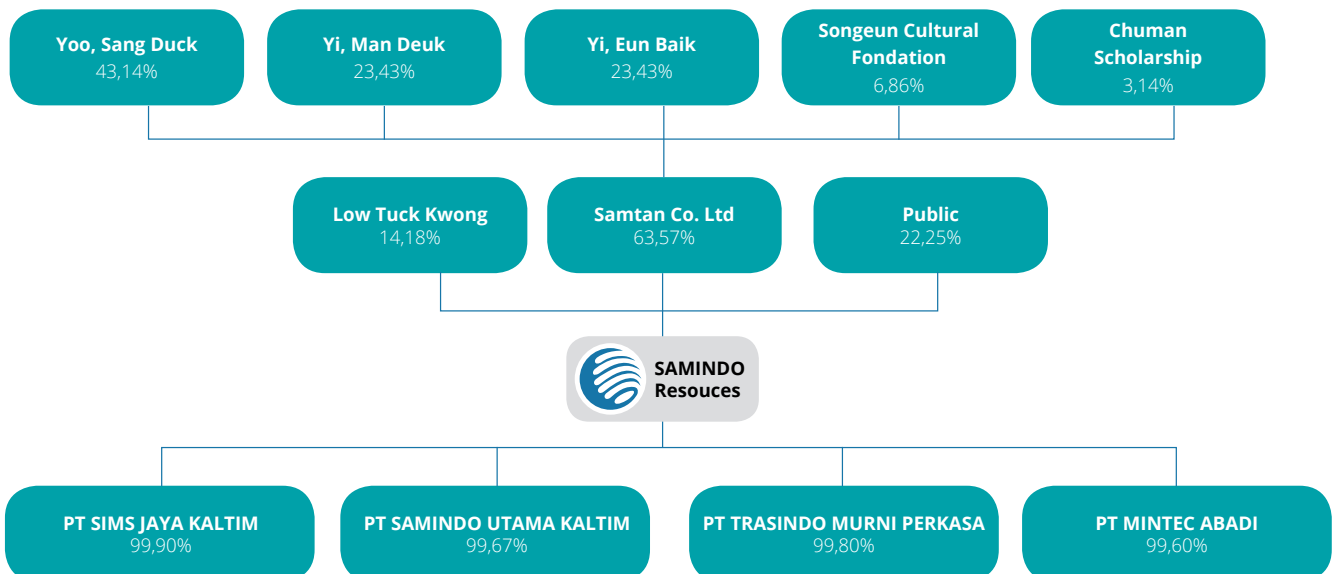 Yoo, Sang Duck
43,14%
Yi, Man Deuk
23,43%
Yi, Eun Baik
23,43%
Songeun Cultural
Fondation
6,86%
Chuman
Scholarship
3,14%
Low Tuck Kwong
14,18%
Samtan Co. Ltd
63,57%
Public
22,25%
SAMINDO
Resouces
PT SIMS JAYA KALTIM
99,90%
PT SAMINDO UTAMA KALTIM
99,67%
PT TRASINDO MURNI PERKASA
99,80%
PT MINTEC ABADI
99,60%